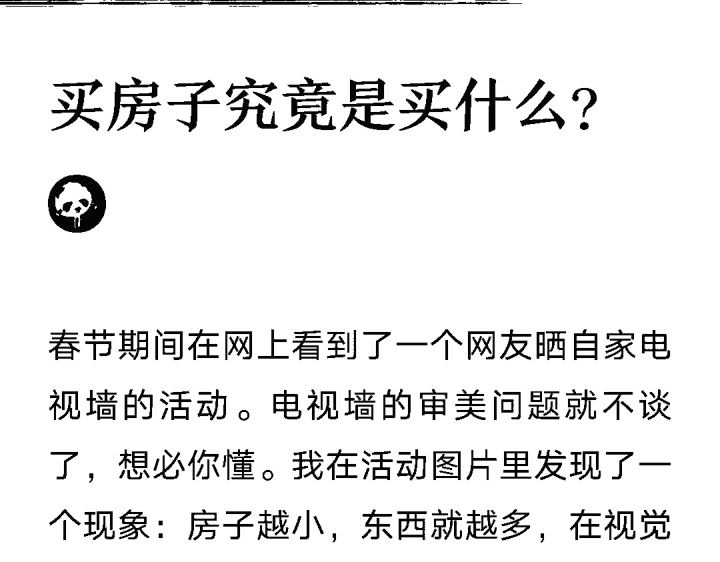 买房子究竟是买什么?
春节期间在网上看到了一个网友晒自家电
视墙的活动。电视墙的审美问题就不谈
了，想必你懂。我在活动图片里发现了一
个现象：房子越小，东西就越多，在视觉